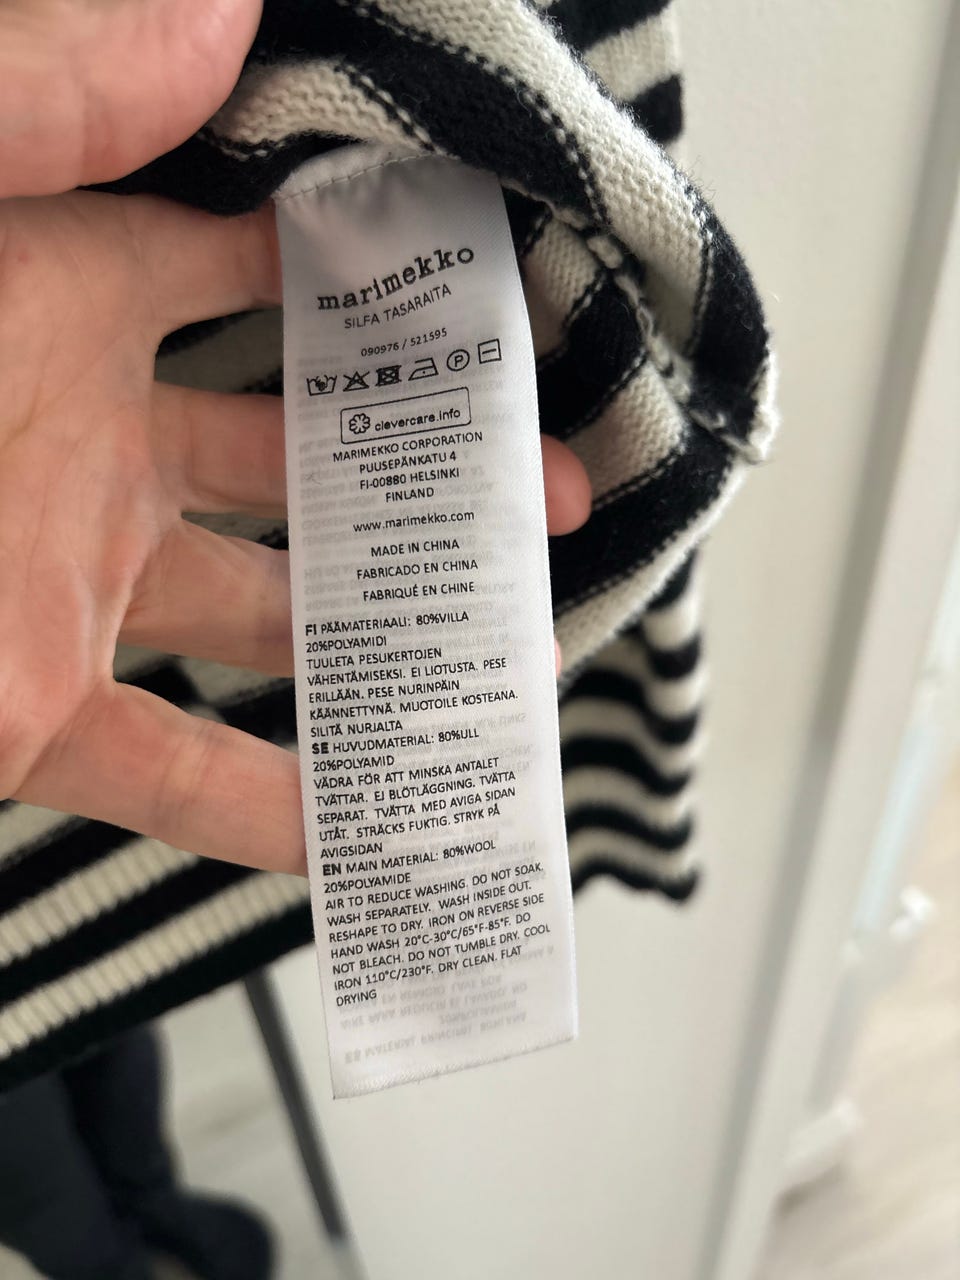 marimekko
SILFA TASARAITA
090976 / 521595
P
clevercare.info
MARIMEKKO CORPORATION
PUUSEPÄNKATU 4
FI-00880 HELSINKI
FINLAND
www.marimekko.com
MADE IN CHINA
FABRICADO EN CHINA
FABRIQUÉ EN CHINE
FI PÄÄMATERIAALI: 80%VILLA
20%POLYAMIDI
TUULETA PESUKERTOJEN
VÄHENTÄMISEKSI. EI LIOTUSTA. PESE
ERILLÄÄN. PESE NURINPÄIN
KÄÄNNETTYNÄ. MUOTOILE KOSTEANA.
SILITÄ NURJALTA
SE HUVUDMATERIAL: 80%ULL
20%POLYAMID
VÄDRA FÖR ATT MINSKA ANTALET
TVÄTTAR. EJ BLÖTLÄGGNING. TVÄTTA
SEPARAT. TVÄTTA MED AVIGA SIDAN
UTÅT. STRÄCKS FUKTIG. STRYK PÅ
AVIGSIDAN
EN MAIN MATERIAL: 80%WOOL
20%POLYAMIDE
AIR TO REDUCE WASHING. DO NOT SOAK.
WASH SEPARATELY. WASH INSIDE OUT.
RESHAPE TO DRY. IRON ON REVERSE SIDE
HAND WASH 20°C-30°C/65°F-85°F. DO
NOT BLEACH. DO NOT TUMBLE DRY. COOL
IRON 110°C/230°F. DRY CLEAN. FLAT
DRYING